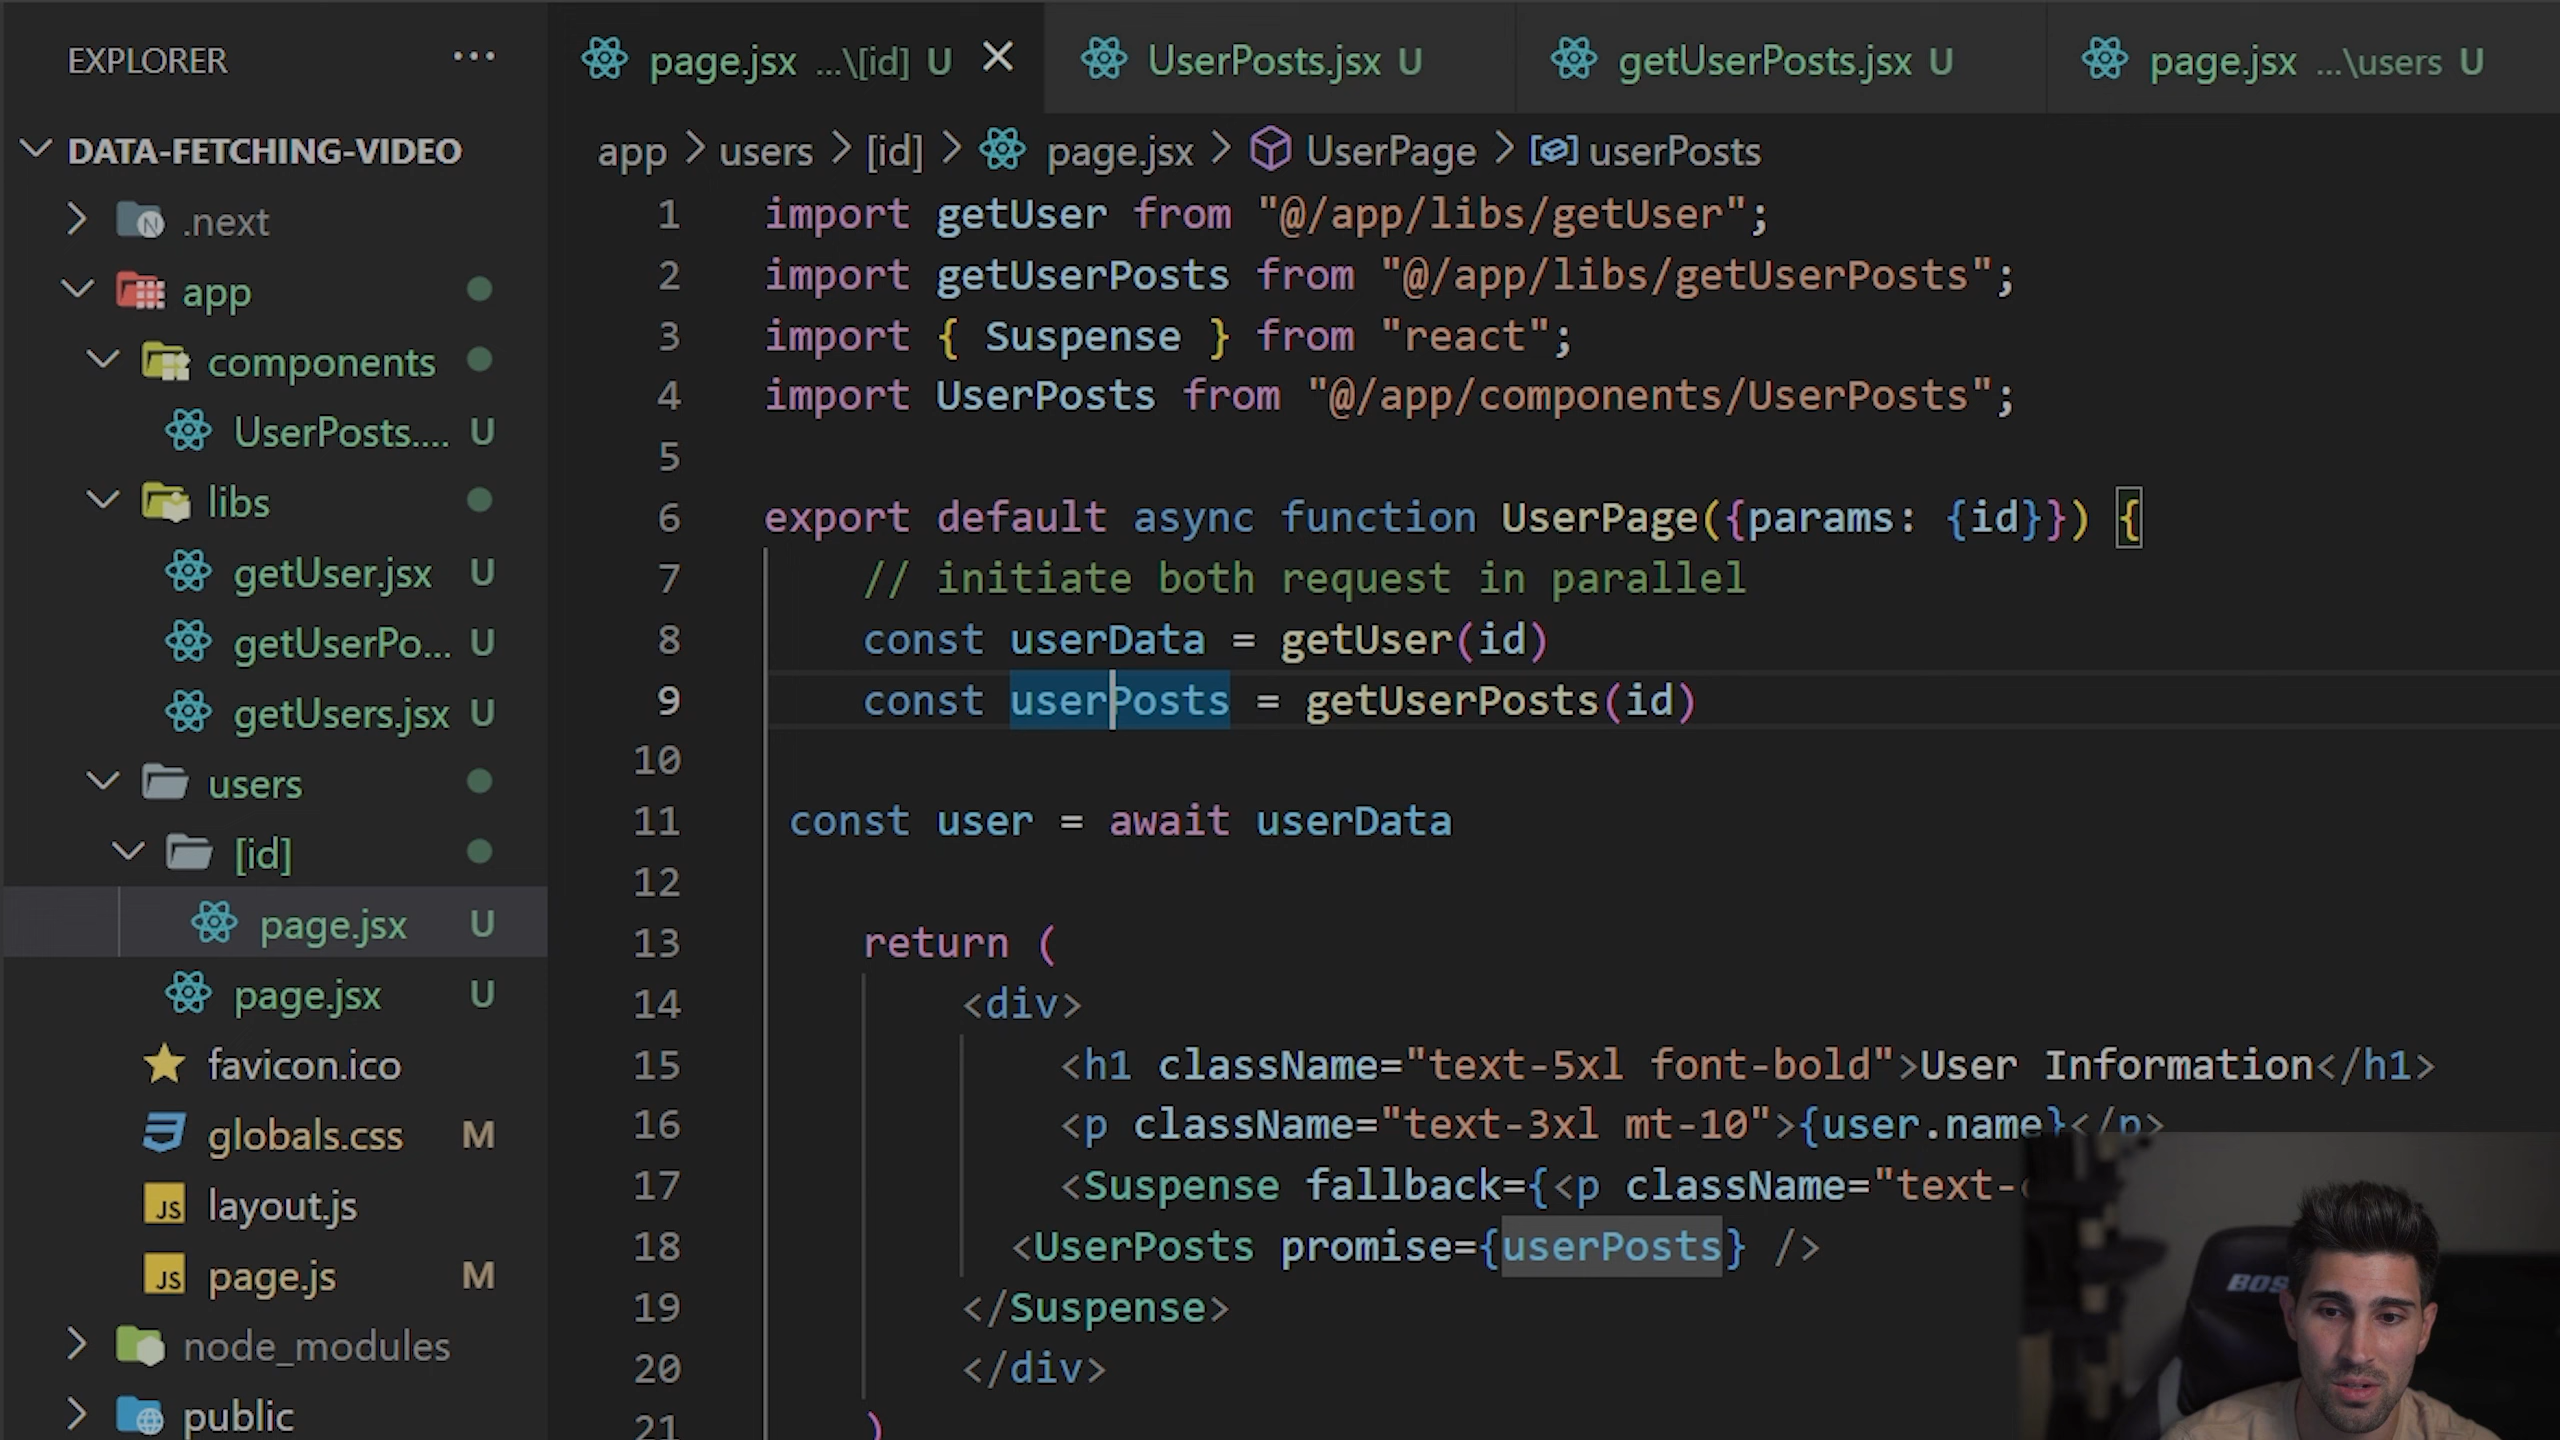 EXPLORER ...
DATA-FETCHING-VIDEO
.next
app
components
UserPosts.... U
libs
getUser.jsx U
getUserPo... U
getUsers.jsx U
users
[id]
page.jsx U
page.jsx U
favicon.ico
globals.css M
JS layout.js
JS page.js M
node_modules
public
page.jsx ...\[id] U
UserPosts.jsx U
getUserPosts.jsx U
page.jsx ...\users U
app > users > [id] > page.jsx > UserPage > userPosts
1 import getUser from "@/app/libs/getUser";
2 import getUserPosts from "@/app/libs/getUserPosts";
3 import { Suspense } from "react";
4 import UserPosts from "@/app/components/UserPosts";
5
6 export default async function UserPage({params: {id}}) {
7 // initiate both request in parallel
8 const userData = getUser(id)
9 const userPosts = getUserPosts(id)
10
11 const user = await userData
12
13 return (
14 <div>
15 <h1 className="text-5xl font-bold">User Information</h1>
16 <p className="text-3xl mt-10">{user.name}</p>
17 <Suspense fallback={<p className="text-
18 <UserPosts promise={userPosts} />
19 </Suspense>
20 </div>
21 )
BOS